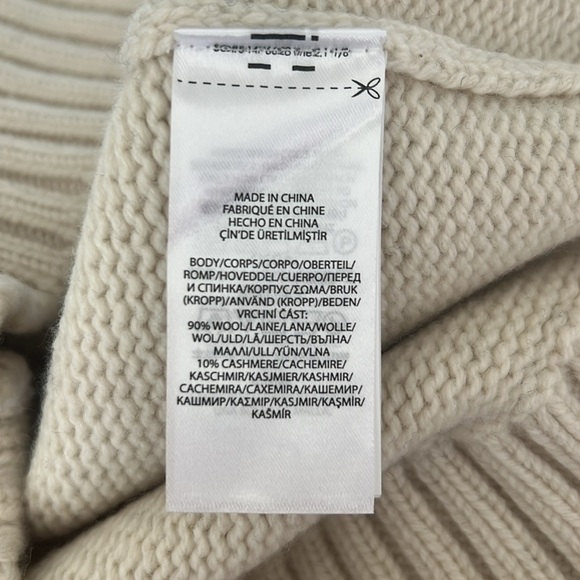 MADE IN CHINA
FABRIQUÉ EN CHINE
HECHO EN CHINA
ÇİN'DE ÜRETİLMİŞTİR
BODY/CORPS/CORPO/OBERTEIL/
ROMP/HOVEDDEL/CUERPO/ПЕРЕД
И СПИНКА/КОРПУС/ΣΩΜΑ/BRUK
(KROPP)/ANVÄND (KROPP)/BEDEN/
VRCHNÍ ČÁST:
90% WOOL/LAINE/LANA/WOLLE/
WOL/ULD/LÃ/ШЕРСТЬ/ВЪЛНА/
ΜΑΛΛΙ/ULL/YÜN/VLNA
10% CASHMERE/CACHEMIRE/
KASCHMIR/KASJMIER/KASHMIR/
CACHEMIRA/CAXEMIRA/КАШЕМИР/
КАШМИР/ΚΑΣΜΙΡ/KASJMIR/KAŞMİR/
KAŠMÍR